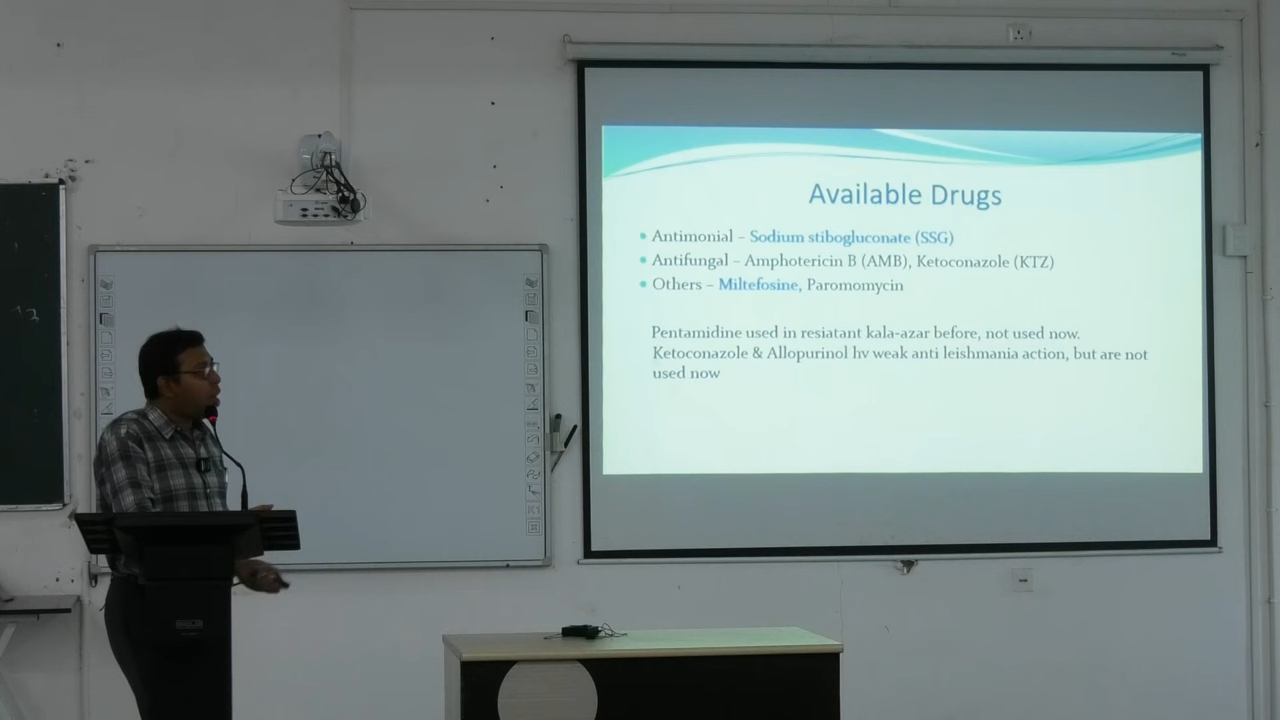 Available Drugs
• Antimonial – Sodium stibogluconate (SSG)
• Antifungal – Amphotericin B (AMB), Ketoconazole (KTZ)
• Others – Miltefosine, Paromomycin
Pentamidine used in resiatant kala-azar before, not used now.
Ketoconazole & Allopurinol hv weak anti leishmania action, but are not
used now